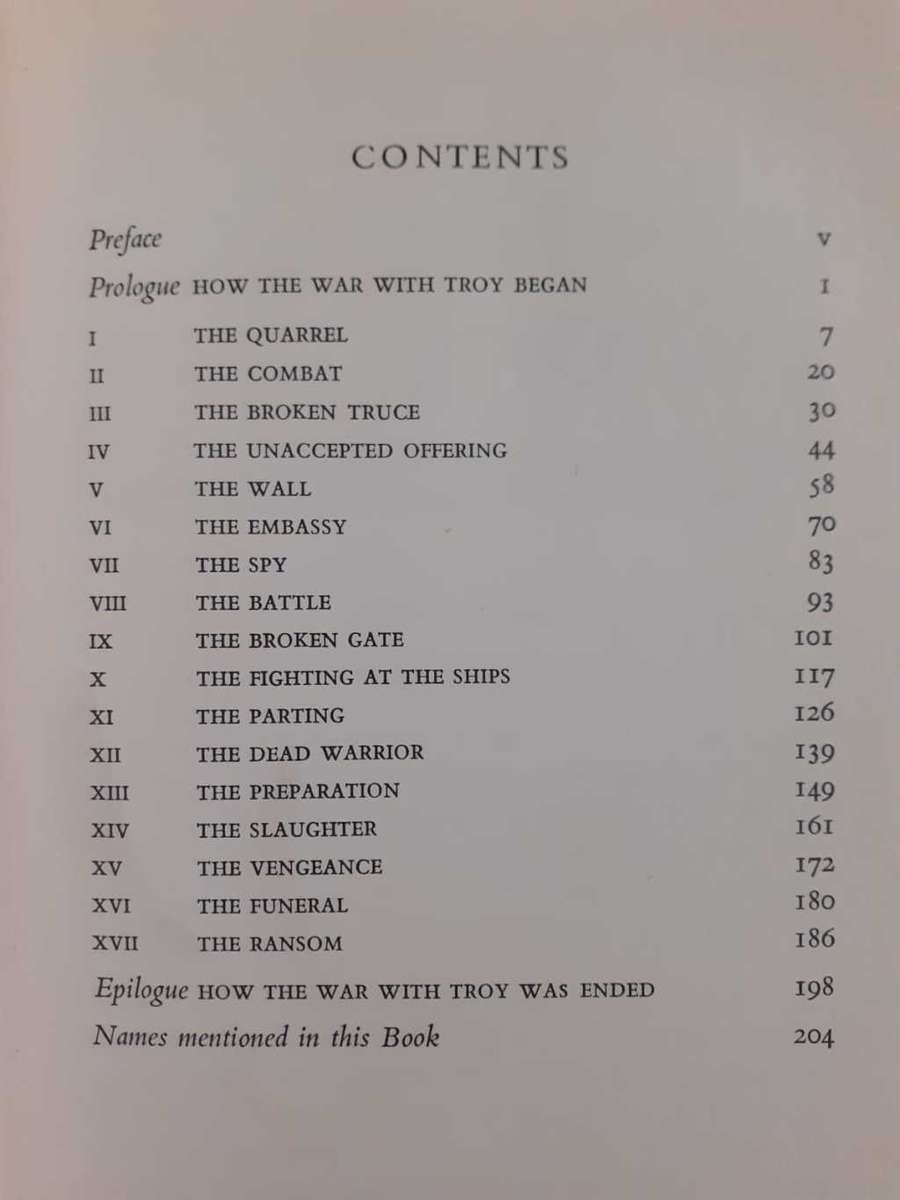 CONTENTS
Preface v
Prologue HOW THE WAR WITH TROY BEGAN 1
I THE QUARREL 7
II THE COMBAT 20
III THE BROKEN TRUCE 30
IV THE UNACCEPTED OFFERING 44
V THE WALL 58
VI THE EMBASSY 70
VII THE SPY 83
VIII THE BATTLE 93
IX THE BROKEN GATE 101
X THE FIGHTING AT THE SHIPS 117
XI THE PARTING 126
XII THE DEAD WARRIOR 139
XIII THE PREPARATION 149
XIV THE SLAUGHTER 161
XV THE VENGEANCE 172
XVI THE FUNERAL 180
XVII THE RANSOM 186
Epilogue HOW THE WAR WITH TROY WAS ENDED 198
Names mentioned in this Book 204